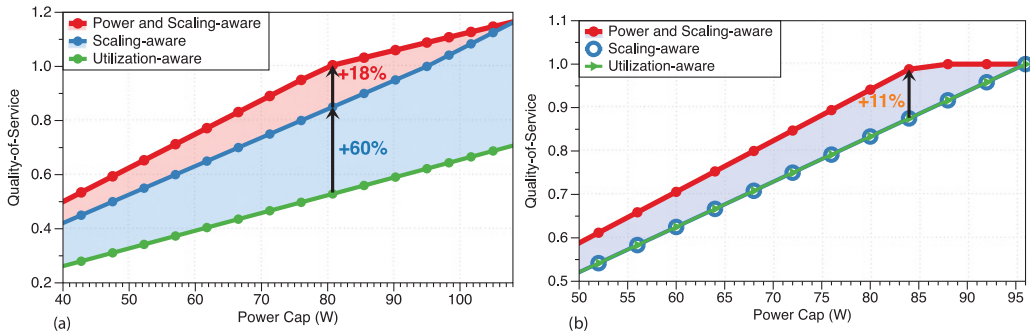 Power and Scaling-aware
Scaling-aware
Utilization-aware
+18%
+60%
Quality-of-Service
1.2
1.0
0.8
0.6
0.4
0.2
40 50 60 70 80 90 100
Power Cap (W)
(a)
Power and Scaling-aware
Scaling-aware
Utilization-aware
+11%
Quality-of-Service
1.1
1.0
0.9
0.8
0.7
0.6
0.5
50 55 60 65 70 75 80 85 90 95
Power Cap (W)
(b)